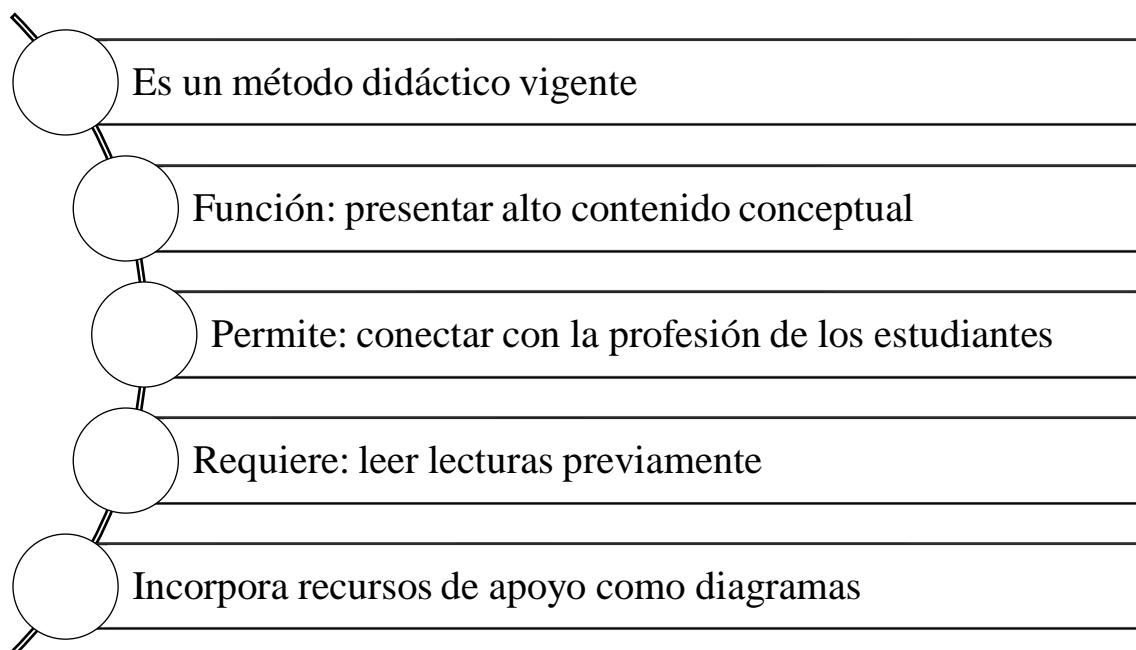 Es un método didáctico vigente
Función: presentar alto contenido conceptual
Permite: conectar con la profesión de los estudiantes
Requiere: leer lecturas previamente
Incorpora recursos de apoyo como diagramas